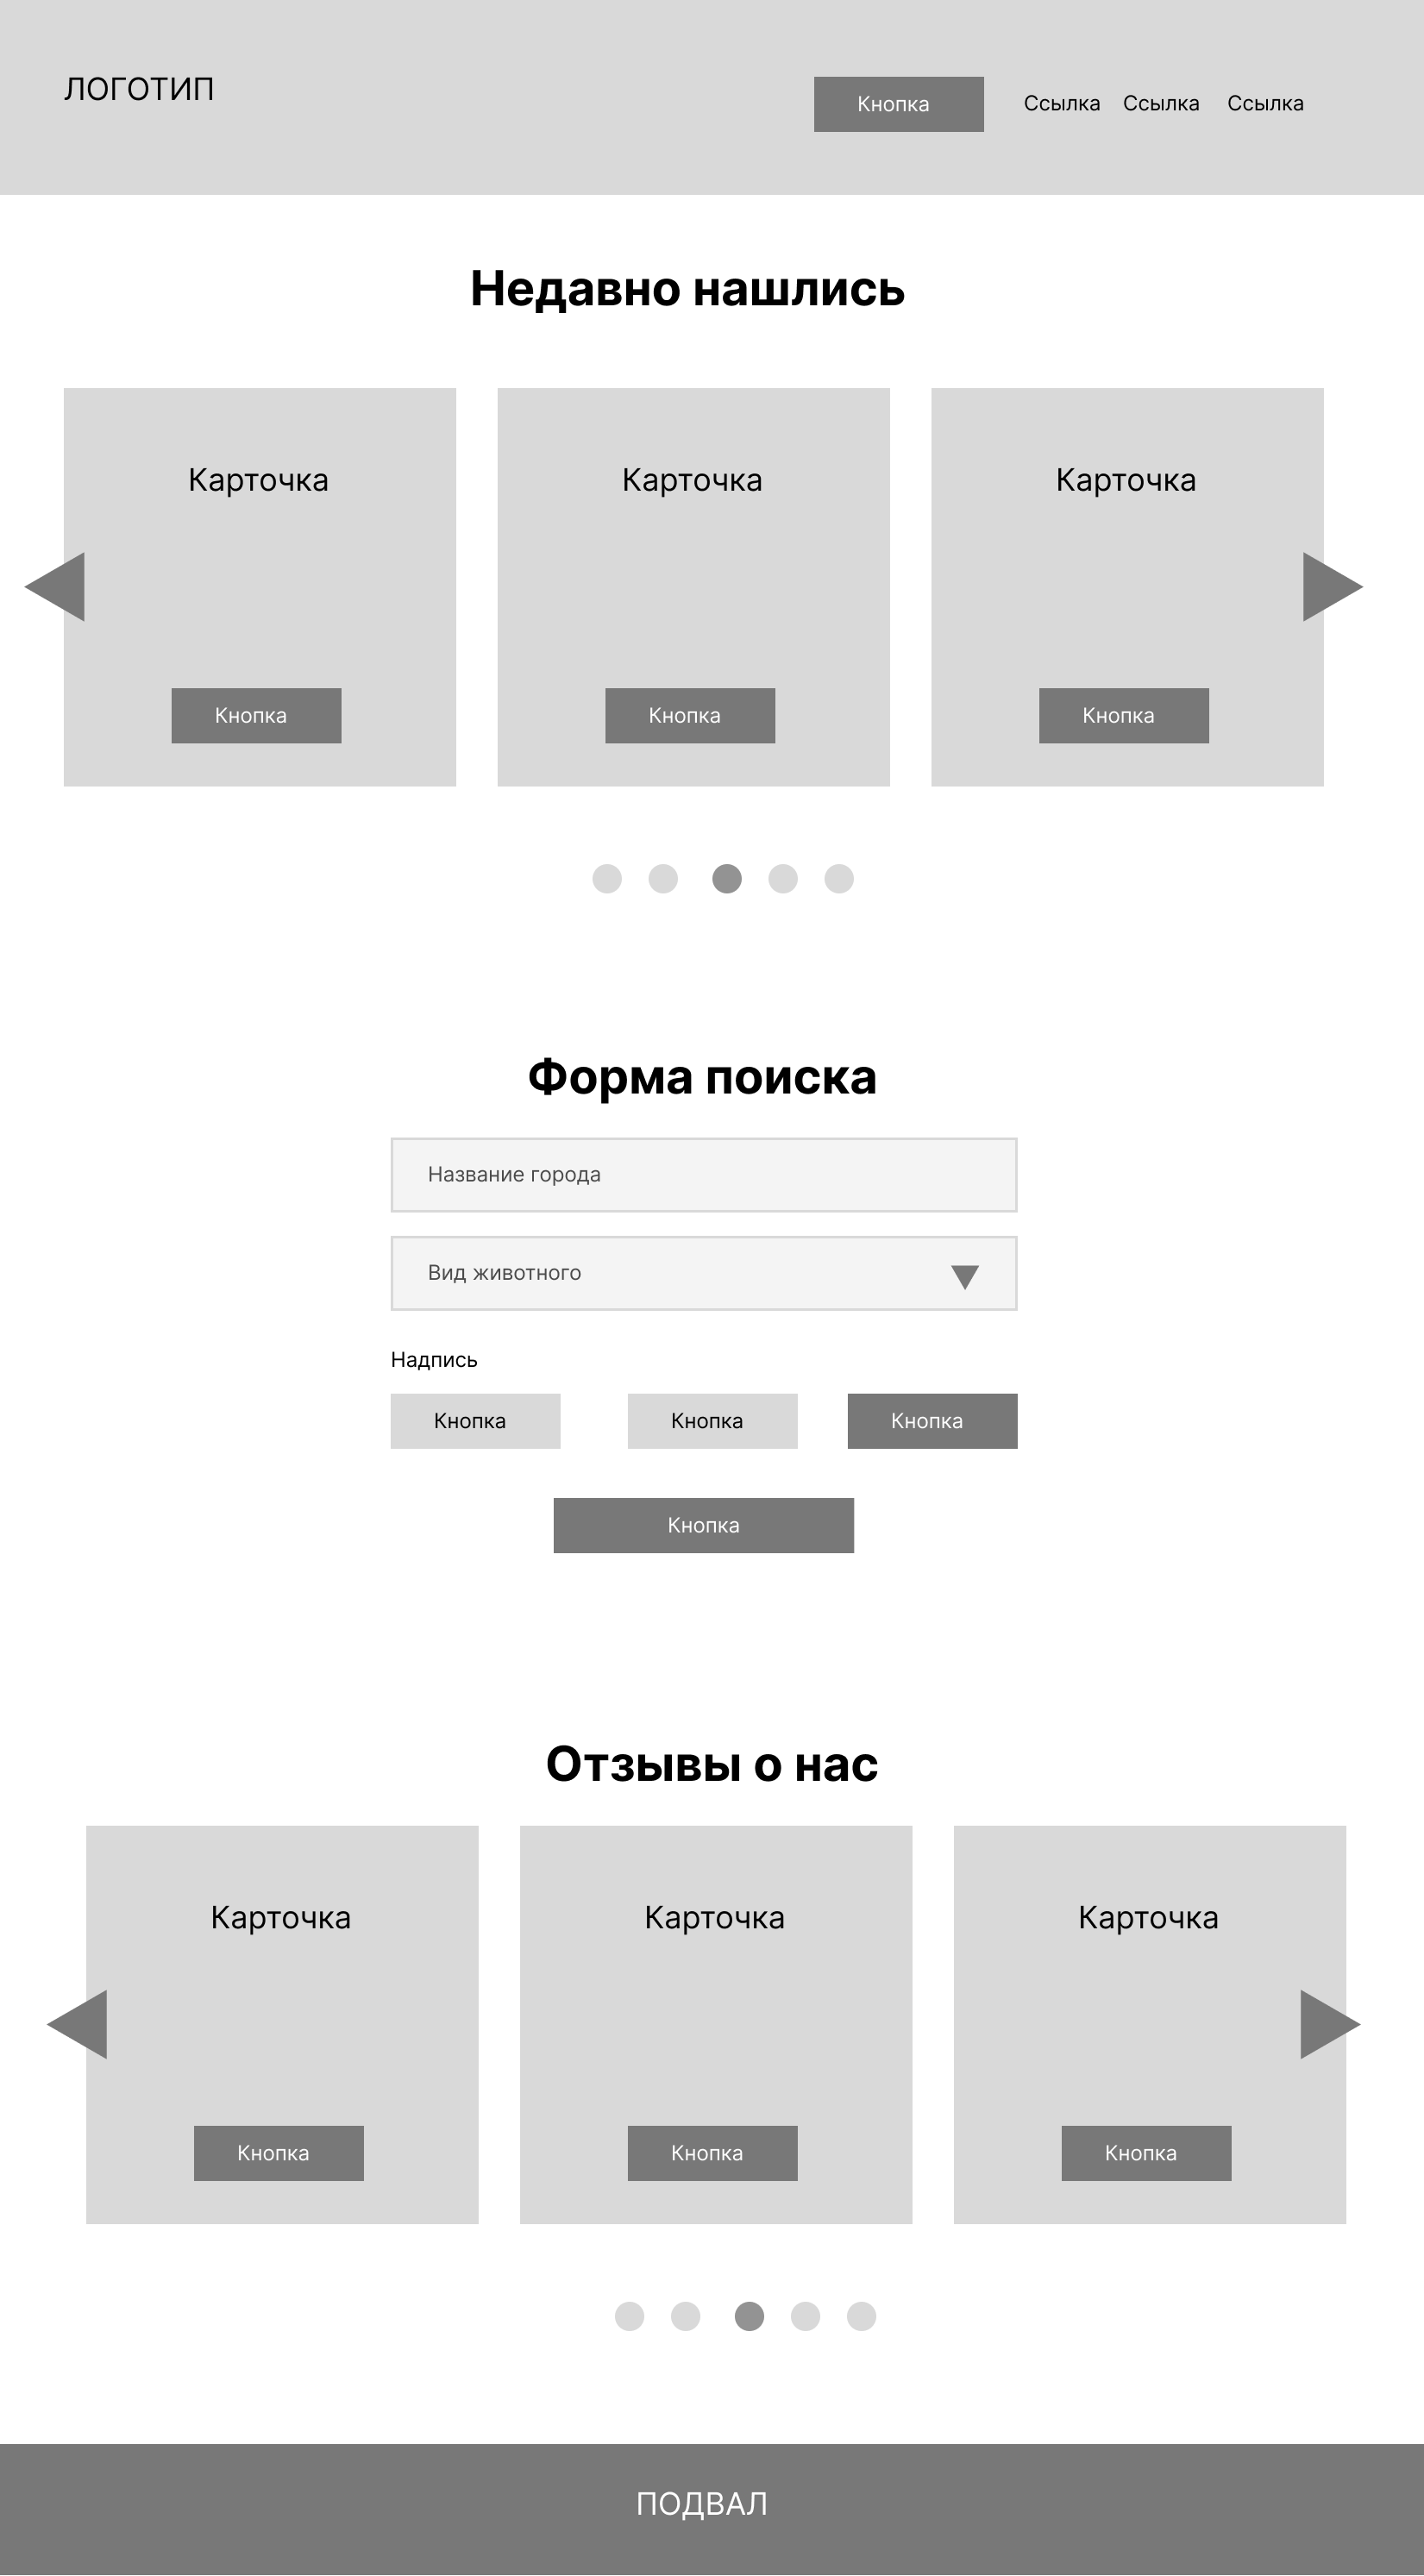 ЛОГОТИП
Кнопка Ссылка Ссылка Ссылка
Недавно нашлись
Карточка Карточка Карточка
Кнопка Кнопка Кнопка
Форма поиска
Название города
Вид животного
Надпись
Кнопка Кнопка Кнопка
Кнопка
Отзывы о нас
Карточка Карточка Карточка
Кнопка Кнопка Кнопка
ПОДВАЛ